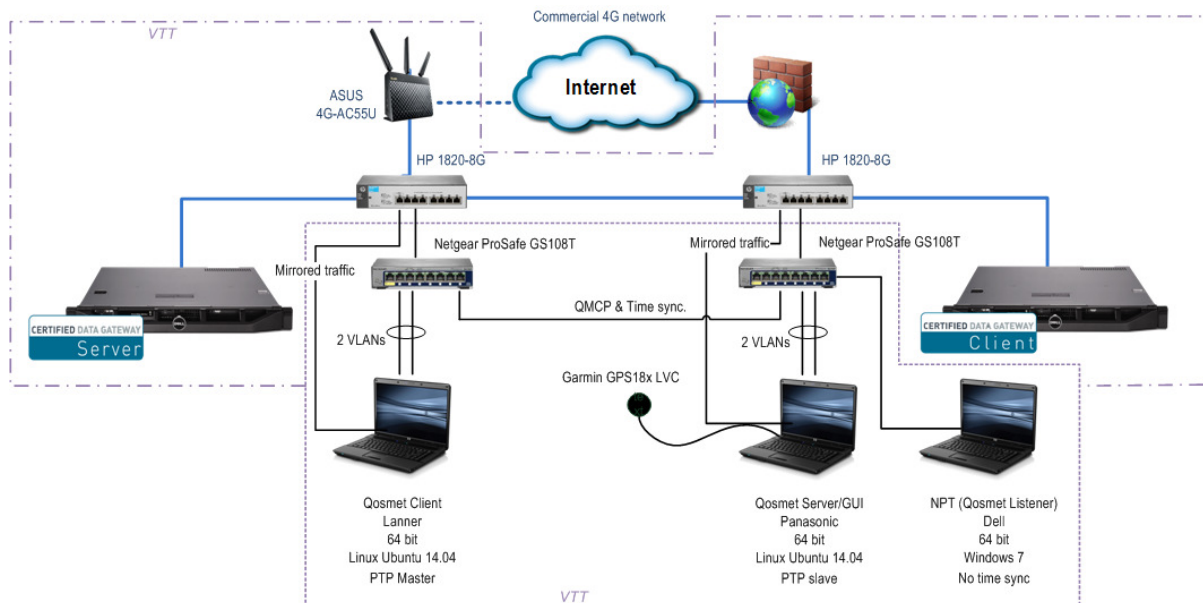 Commercial 4G network
VTT
Internet
ASUS
4G-AC55U
HP 1820-8G
HP 1820-8G
Mirrored traffic
Netgear ProSafe GS108T
Mirrored traffic
Netgear ProSafe GS108T
QMCP & Time sync.
CERTIFIED DATA GATEWAY
Server
DELL
2 VLANs
2 VLANs
CERTIFIED DATA GATEWAY
Client
DELL
Garmin GPS18x LVC
Qosmet Client
Lanner
64 bit
Linux Ubuntu 14.04
PTP Master
Qosmet Server/GUI
Panasonic
64 bit
Linux Ubuntu 14.04
PTP slave
NPT (Qosmet Listener)
Dell
64 bit
Windows 7
No time sync
VTT